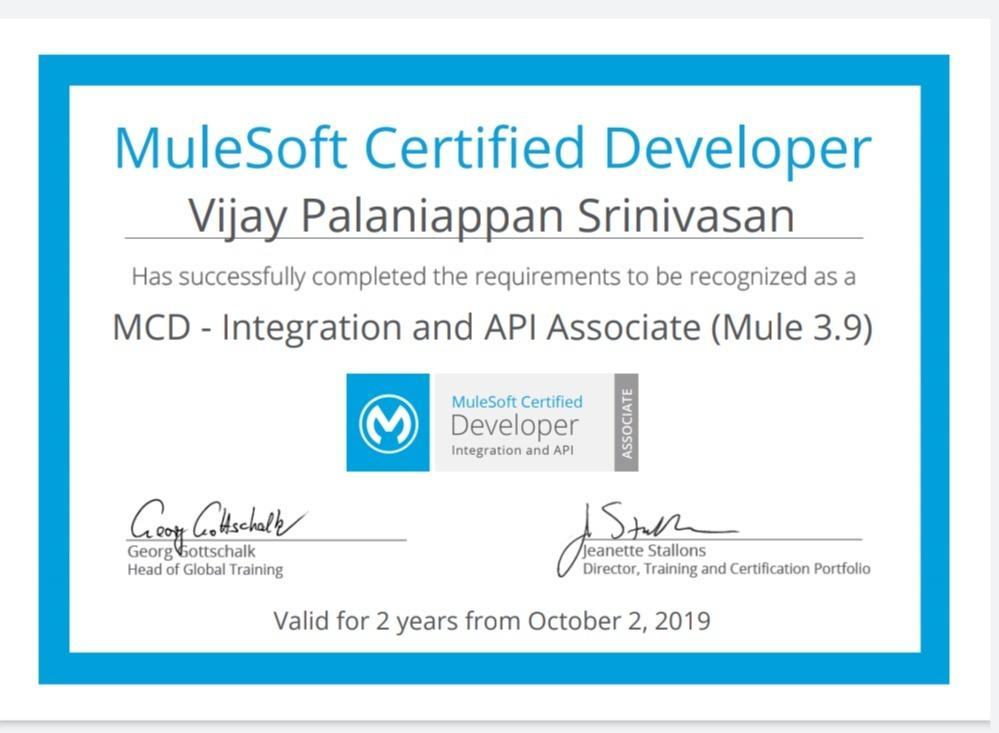 MuleSoft Certified Developer
Vijay Palaniappan Srinivasan
Has successfully completed the requirements to be recognized as a
MCD - Integration and API Associate (Mule 3.9)
MuleSoft Certified
Developer
Integration and API
ASSOCIATE
Georg Gottschalk
Georg Gottschalk
Head of Global Training
J Stallons
Jeanette Stallons
Director, Training and Certification Portfolio
Valid for 2 years from October 2, 2019